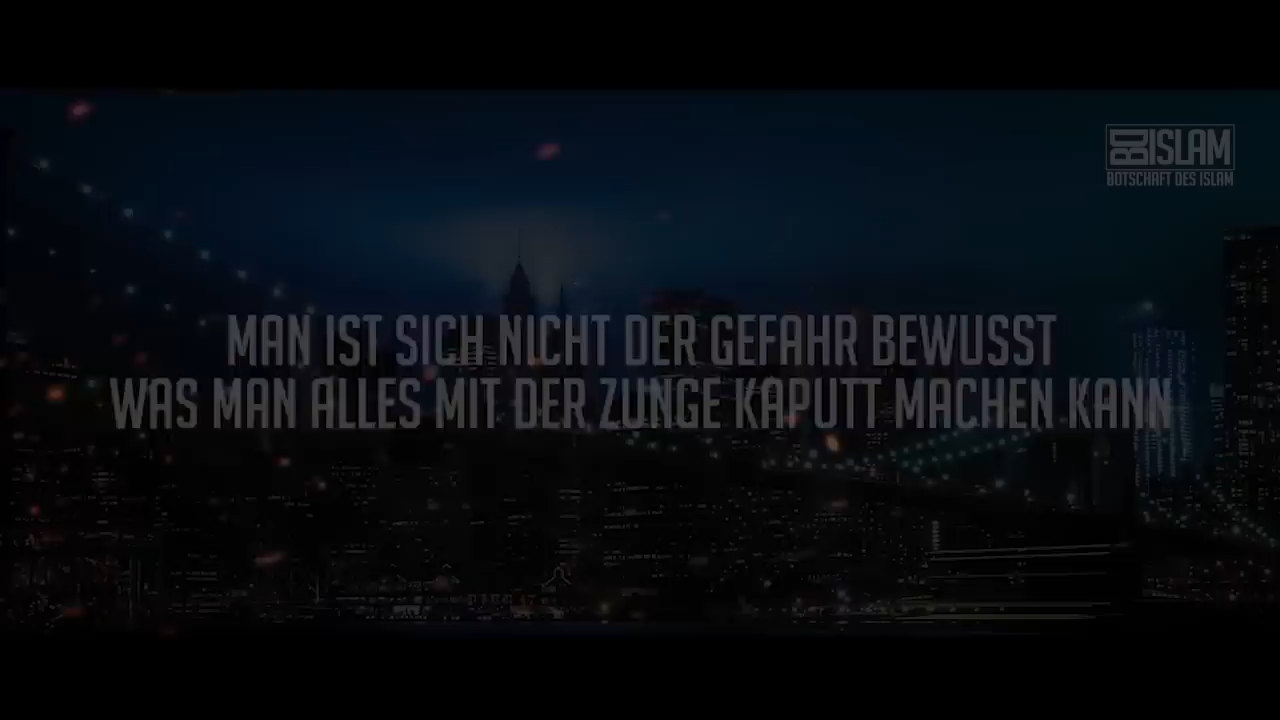 BDISLAM
BOTSCHAFT DES ISLAM
MAN IST SICH NICHT DER GEFAHR BEWUSST
WAS MAN ALLES MIT DER ZUNGE KAPUTT MACHEN KANN